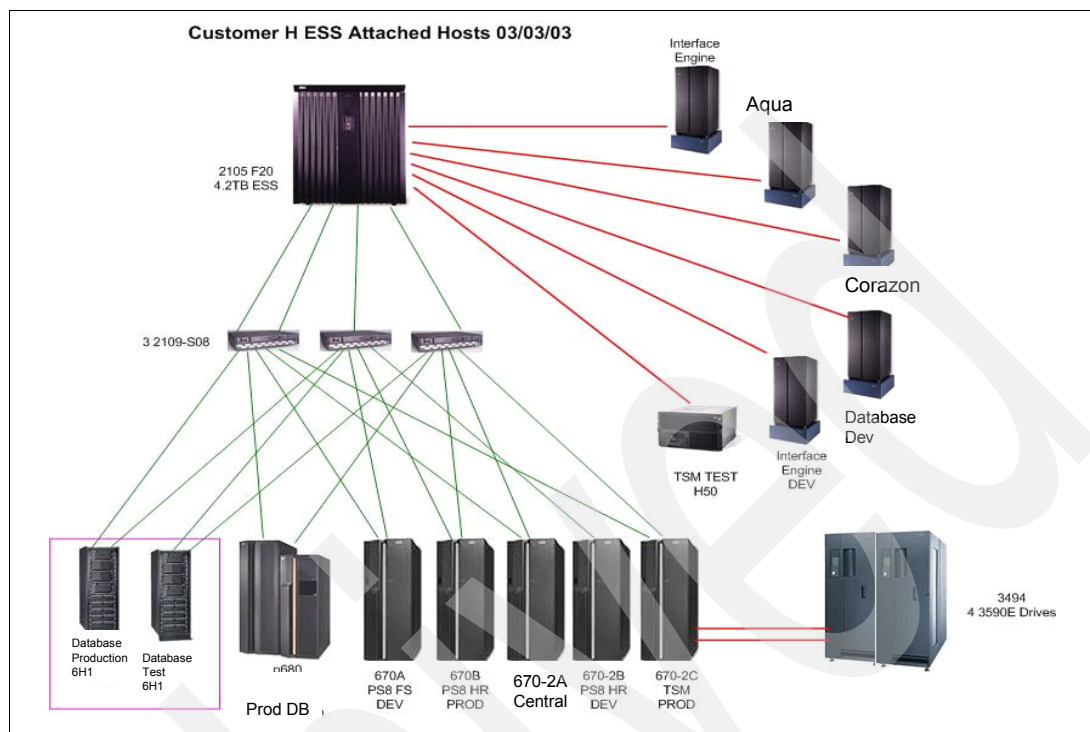 Customer H ESS Attached Hosts 03/03/03
Interface
Engine
Aqua
2105 F20
4.2TB ESS
Corazon
3 2109-S08
Database
Dev
Interface
Engine
DEV
TSM TEST
H50
3494
4 3590E Drives
Database
Production
6H1
Database
Test
6H1
p680
Prod DB
670A
PS8 FS
DEV
670B
PS8 HR
PROD
670-2A
Central
670-2B
PS8 HR
DEV
670-2C
TSM
PROD